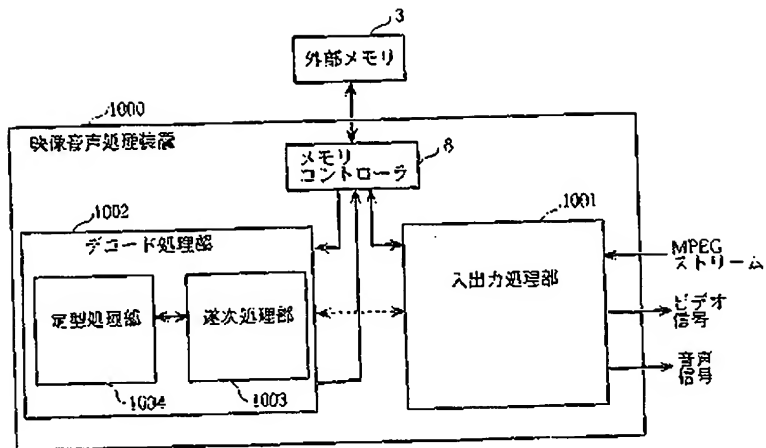 3
外部メモリ
1000
映像音声処理装置
メモリ
コントローラ
8
1002
デコード処理部
1001
定型処理部
逐次処理部
入出力処理部
MPEG
ストリーム
ビデオ
信号
音声
信号
1004
1003